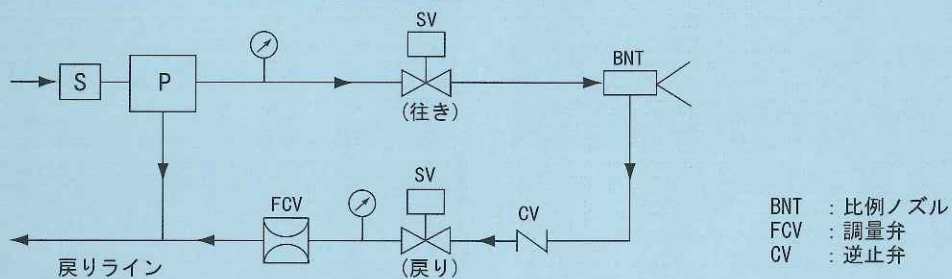 SV
BNT
S
P
(往き)
SV
FCV
CV
(戻り)
戻りライン
BNT :比例ノズル
FCV :調量弁
CV :逆止弁